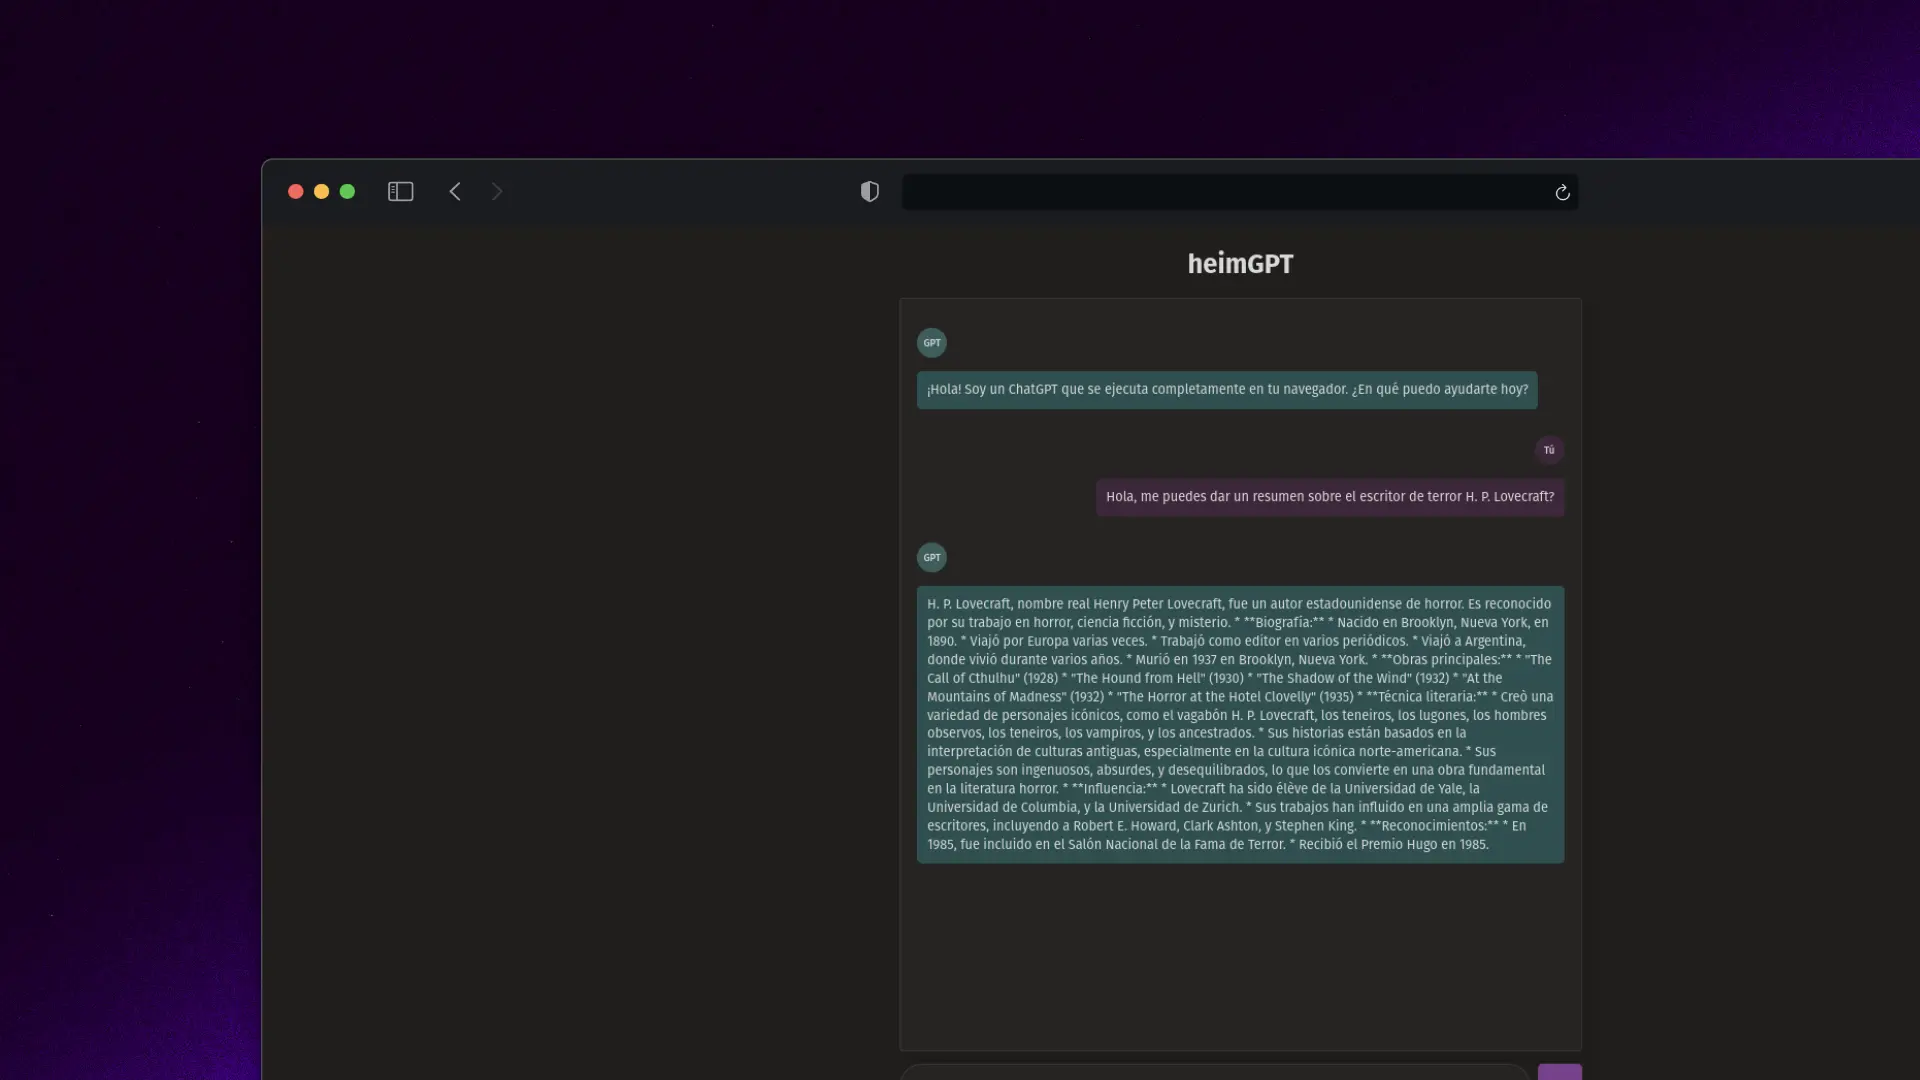 heimGPT
GPT
¡Hola! Soy un ChatGPT que se ejecuta completamente en tu navegador. ¿En qué puedo ayudarte hoy?
Tú
Hola, me puedes dar un resumen sobre el escritor de terror H. P. Lovecraft?
GPT
H. P. Lovecraft, nombre real Henry Peter Lovecraft, fue un autor estadounidense de horror. Es reconocido
por su trabajo en horror, ciencia ficción, y misterio. * **Biografía:** * Nacido en Brooklyn, Nueva York, en
1890. * Viajó por Europa varias veces. * Trabajó como editor en varios periódicos. * Viajó a Argentina,
donde vivió durante varios años. * Murió en 1937 en Brooklyn, Nueva York. * **Obras principales:** * "The
Call of Cthulhu" (1928) * "The Hound from Hell" (1930) * "The Shadow of the Wind" (1932) * "At the
Mountains of Madness" (1932) * "The Horror at the Hotel Clovelly" (1935) * **Técnica literaria:** * Creò una
variedad de personajes icónicos, como el vagabón H. P. Lovecraft, los teneiros, los lugones, los hombres
observos, los teneiros, los vampiros, y los ancestrados. * Sus historias están basados en la
interpretación de culturas antiguas, especialmente en la cultura icónica norte-americana. * Sus
personajes son ingenuosos, absurdes, y desequilibrados, lo que los convierte en una obra fundamental
en la literatura horror. * **Influencia:** * Lovecraft ha sido élève de la Universidad de Yale, la
Universidad de Columbia, y la Universidad de Zurich. * Sus trabajos han influido en una amplia gama de
escritores, incluyendo a Robert E. Howard, Clark Ashton, y Stephen King. * **Reconocimientos:** * En
1985, fue incluido en el Salón Nacional de la Fama de Terror. * Recibió el Premio Hugo en 1985.